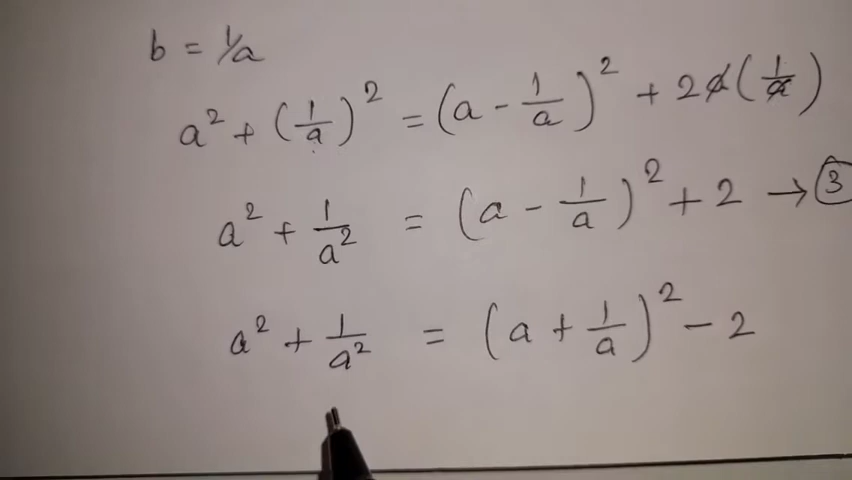 b = 1/a
a² + (1/a)² = (a - 1/a)² + 2a(1/a)
a² + 1/a² = (a - 1/a)² + 2 → ③
a² + 1/a² = (a + 1/a)² - 2